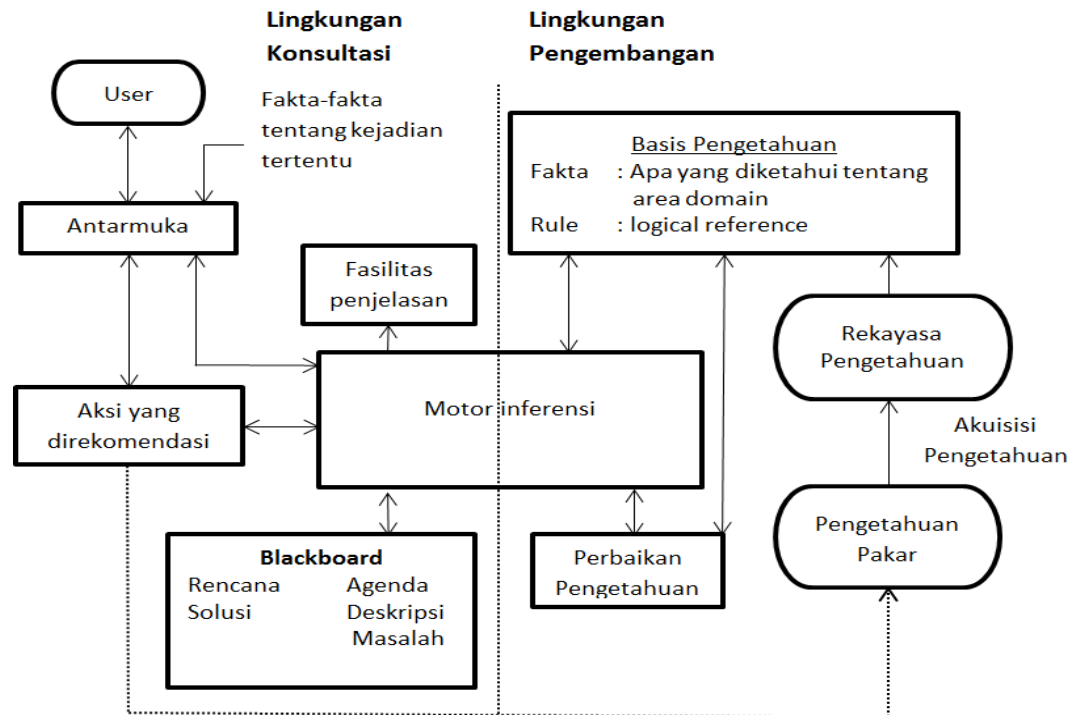 Lingkungan
Konsultasi
Lingkungan
Pengembangan
User
Fakta-fakta
tentang kejadian
tertentu
Basis Pengetahuan
Fakta : Apa yang diketahui tentang
area domain
Rule : logical reference
Antarmuka
Fasilitas
penjelasan
Rekayasa
Pengetahuan
Aksi yang
direkomendasi
Motor inferensi
Akuisisi
Pengetahuan
Pengetahuan
Pakar
Blackboard
Rencana Agenda
Solusi Deskripsi
Masalah
Perbaikan
Pengetahuan